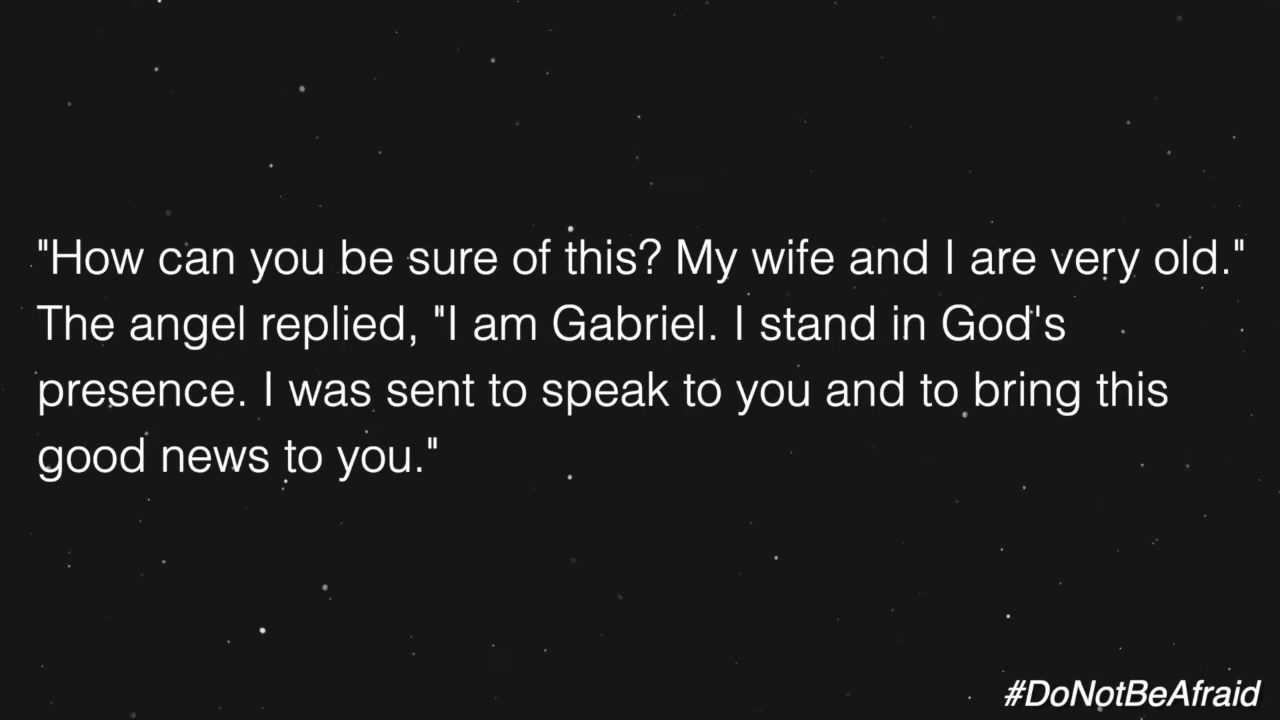 "How can you be sure of this? My wife and I are very old."
The angel replied, "I am Gabriel. I stand in God's
presence. I was sent to speak to you and to bring this
good news to you."
#DoNotBeAfraid